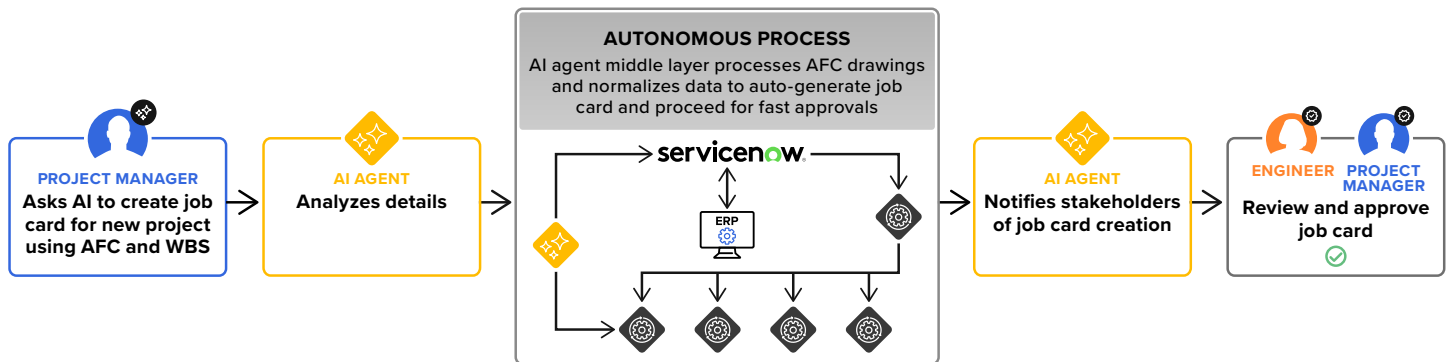 PROJECT MANAGER
Asks AI to create job
card for new project
using AFC and WBS
AI AGENT
Analyzes details
AUTONOMOUS PROCESS
AI agent middle layer processes AFC drawings
and normalizes data to auto-generate job
card and proceed for fast approvals
servicenow
ERP
AI AGENT
Notifies stakeholders
of job card creation
ENGINEER
PROJECT
MANAGER
Review and approve
job card